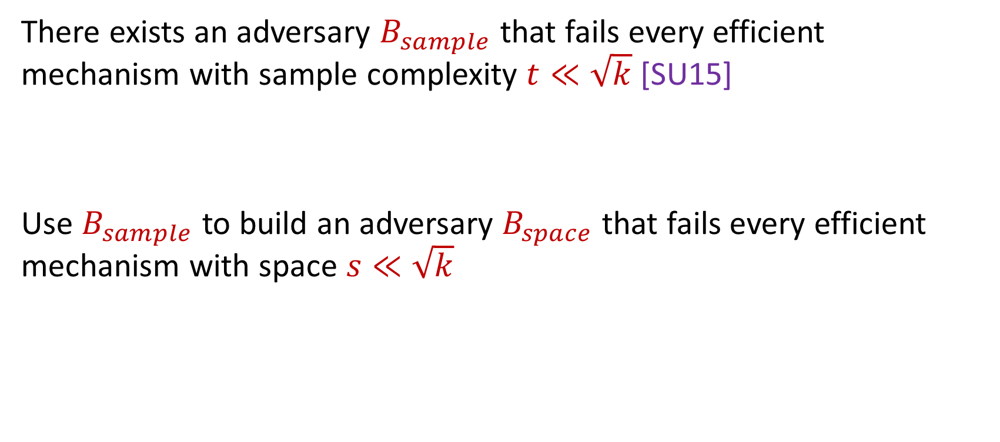 There exists an adversary $B_{sample}$ that fails every efficient
mechanism with sample complexity $t \ll \sqrt{k}$ [SU15]
Use $B_{sample}$ to build an adversary $B_{space}$ that fails every efficient
mechanism with space $s \ll \sqrt{k}$